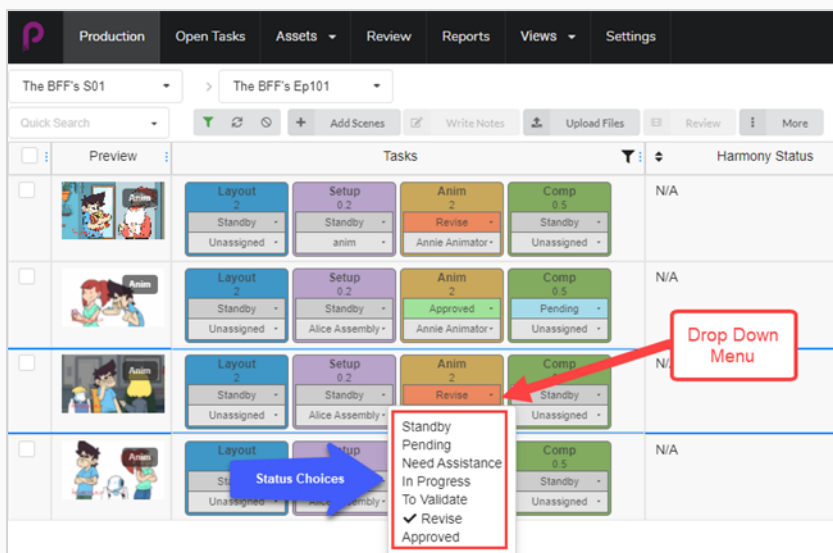 Production Open Tasks Assets Review Reports Views Settings
The BFF's S01 > The BFF's Ep101
Quick Search + Add Scenes Write Notes Upload Files Review More
Preview Tasks Harmony Status
Anim
Layout Setup Anim Comp N/A
2 0.2 2 0.5
Standby Standby Revise Standby
Unassigned anim Annie Animator Unassigned
Anim
Layout Setup Anim Comp N/A
2 0.2 2 0.5
Standby Standby Approved Pending
Unassigned Alice Assembly Annie Animator Unassigned
Drop Down
Menu
Anim
Layout Setup Anim Comp
2 0.2 2
Standby Standby Revise Standby
Unassigned Alice Assembly Unassigned
Standby
Pending
Need Assistance
In Progress
To Validate
✔ Revise
Approved
Status Choices
Anim
Layout Comp N/A
0.5
Standby
Unassigned Unassigned